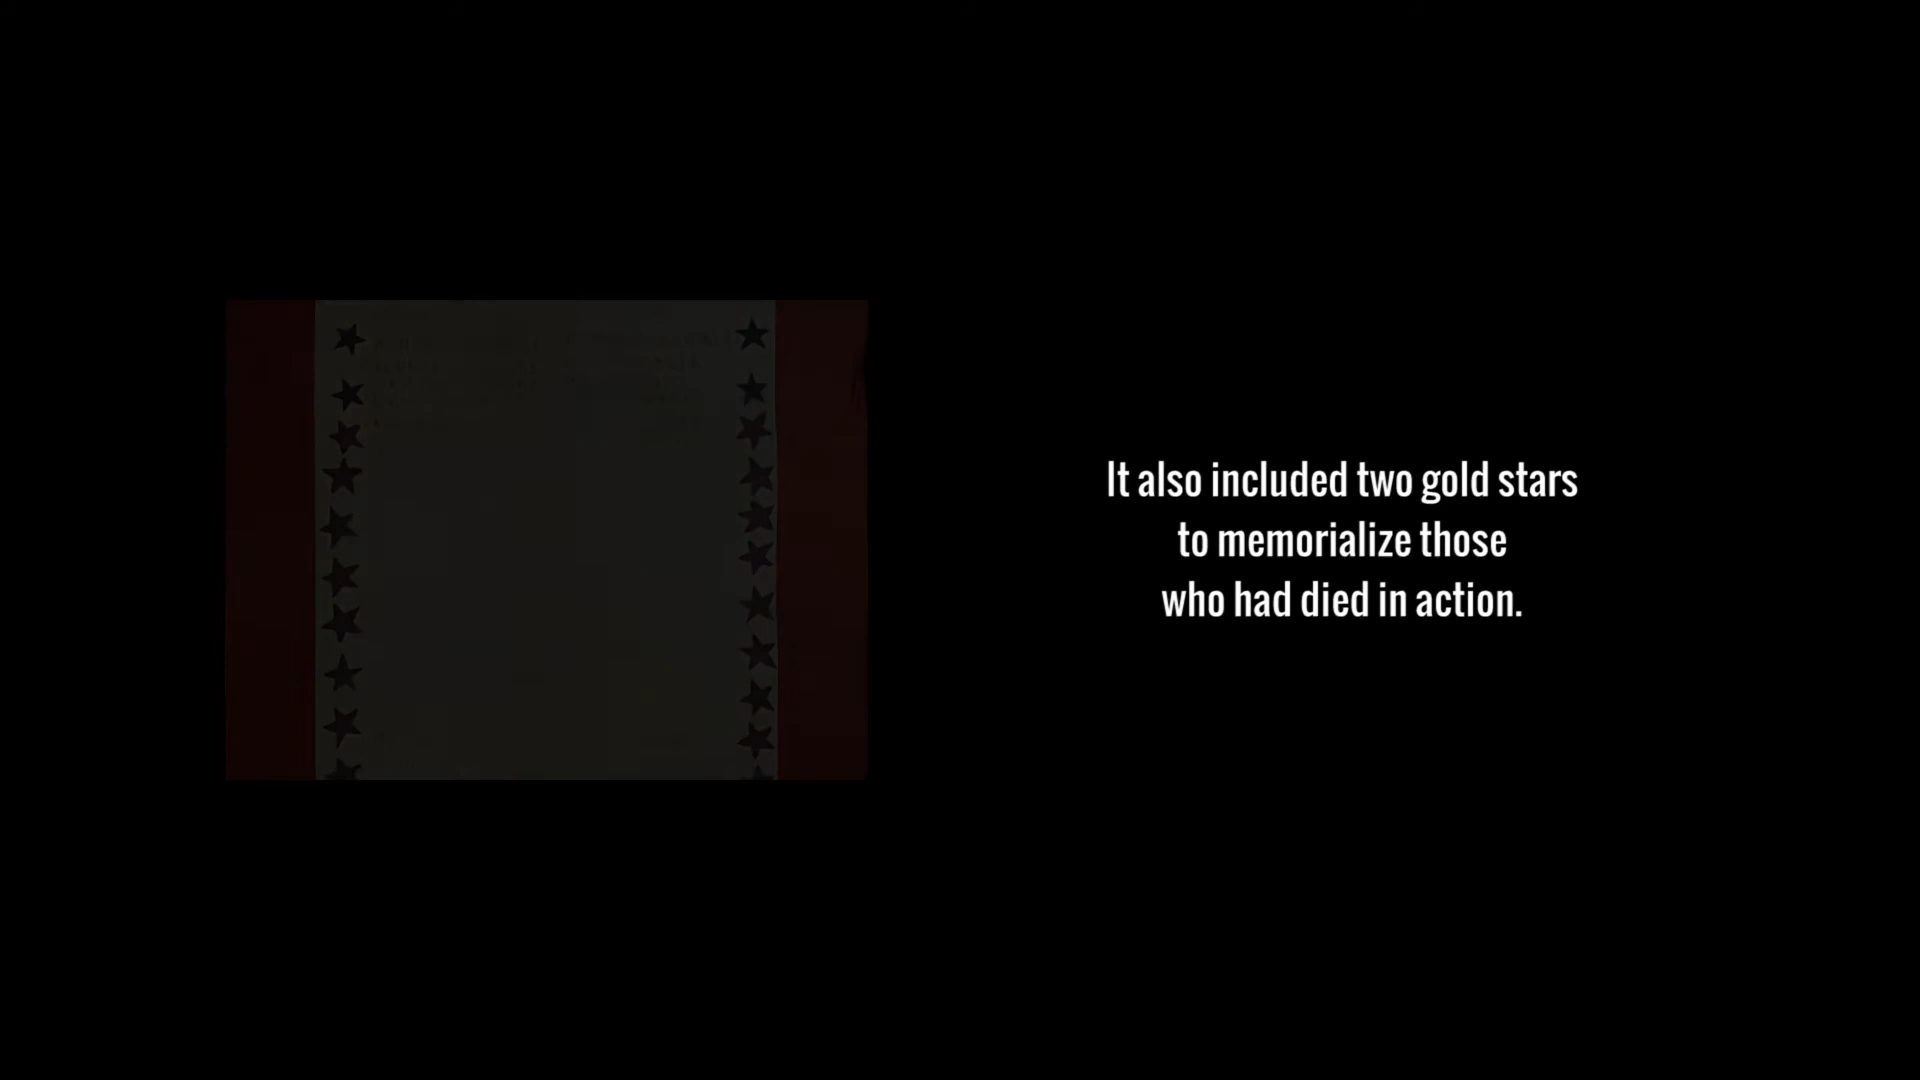 It also included two gold stars
to memorialize those
who had died in action.